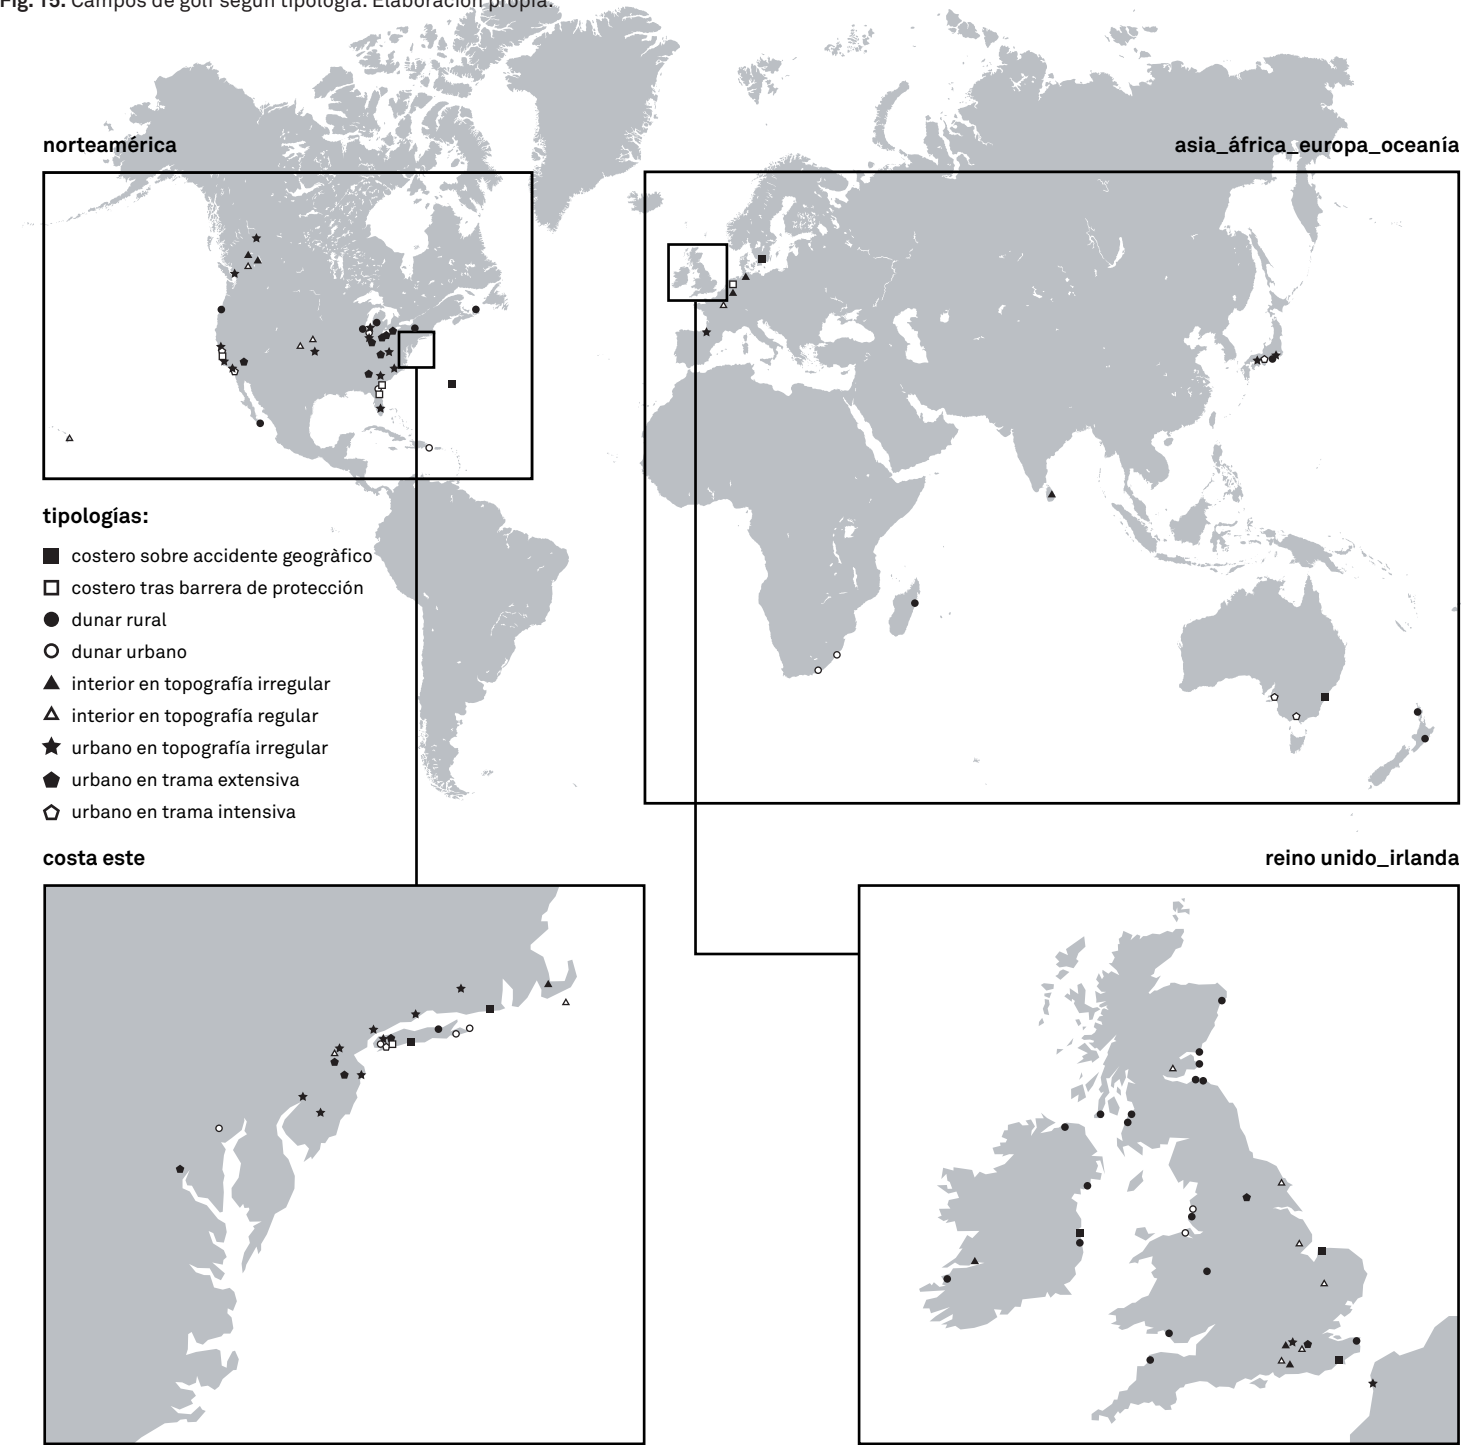 Fig. 15. Campos de golf según tipología. Elaboración propia.
norteamérica
asia_áfrica_europa_oceanía
tipologías:
costero sobre accidente geogràfico
costero tras barrera de protección
dunar rural
dunar urbano
interior en topografía irregular
interior en topografía regular
urbano en topografía irregular
urbano en trama extensiva
urbano en trama intensiva
costa este
reino unido_irlanda